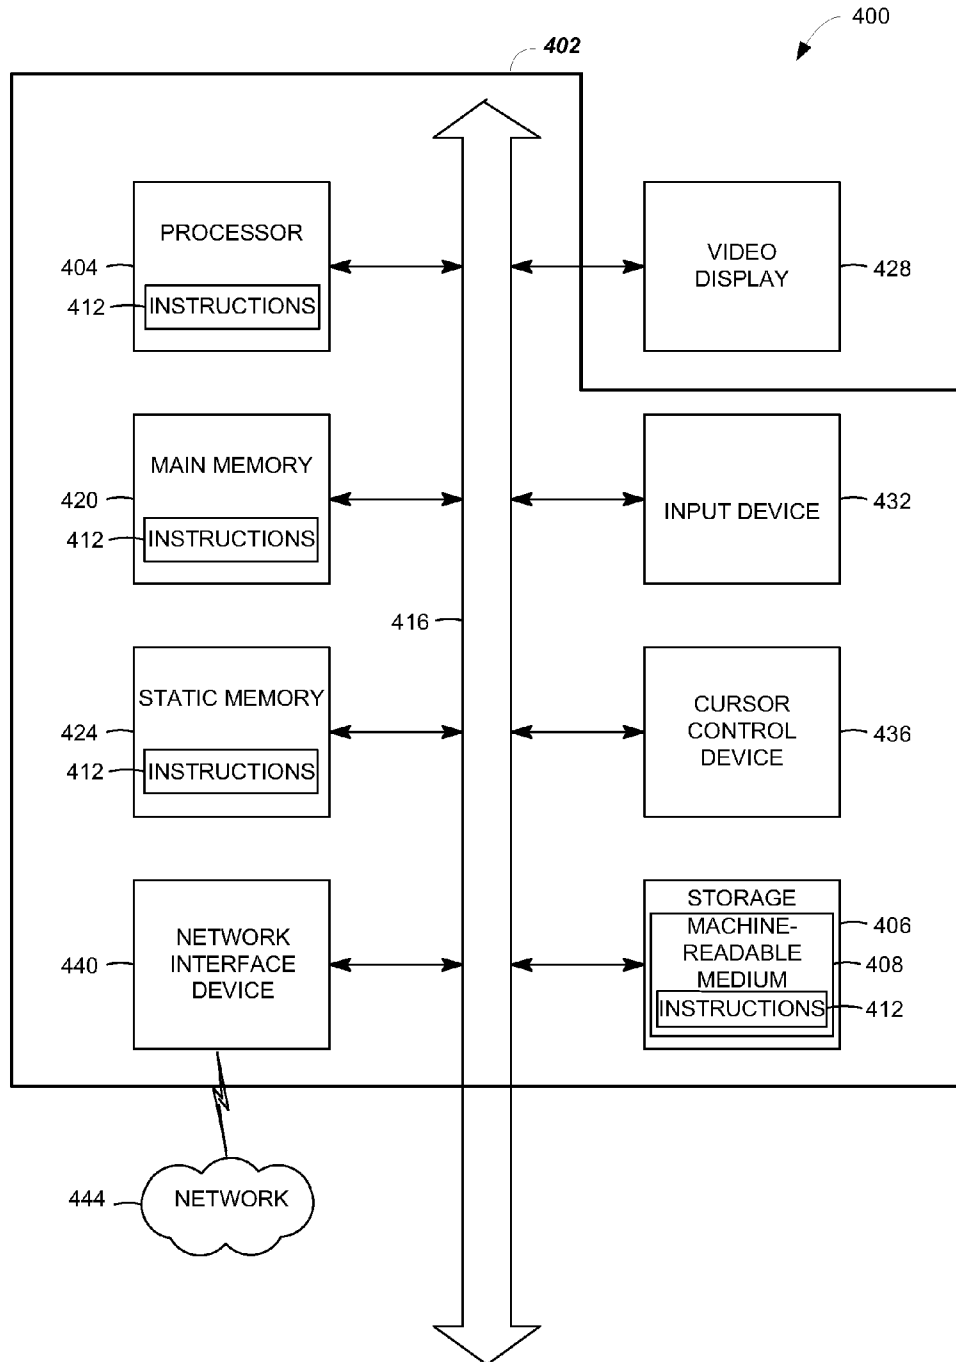 400
402
PROCESSOR
404
412
INSTRUCTIONS
VIDEO
DISPLAY
428
MAIN MEMORY
420
412
INSTRUCTIONS
INPUT DEVICE
432
416
STATIC MEMORY
424
412
INSTRUCTIONS
CURSOR
CONTROL
DEVICE
436
NETWORK
INTERFACE
DEVICE
440
STORAGE
406
MACHINE-
READABLE
MEDIUM
408
INSTRUCTIONS
412
444
NETWORK